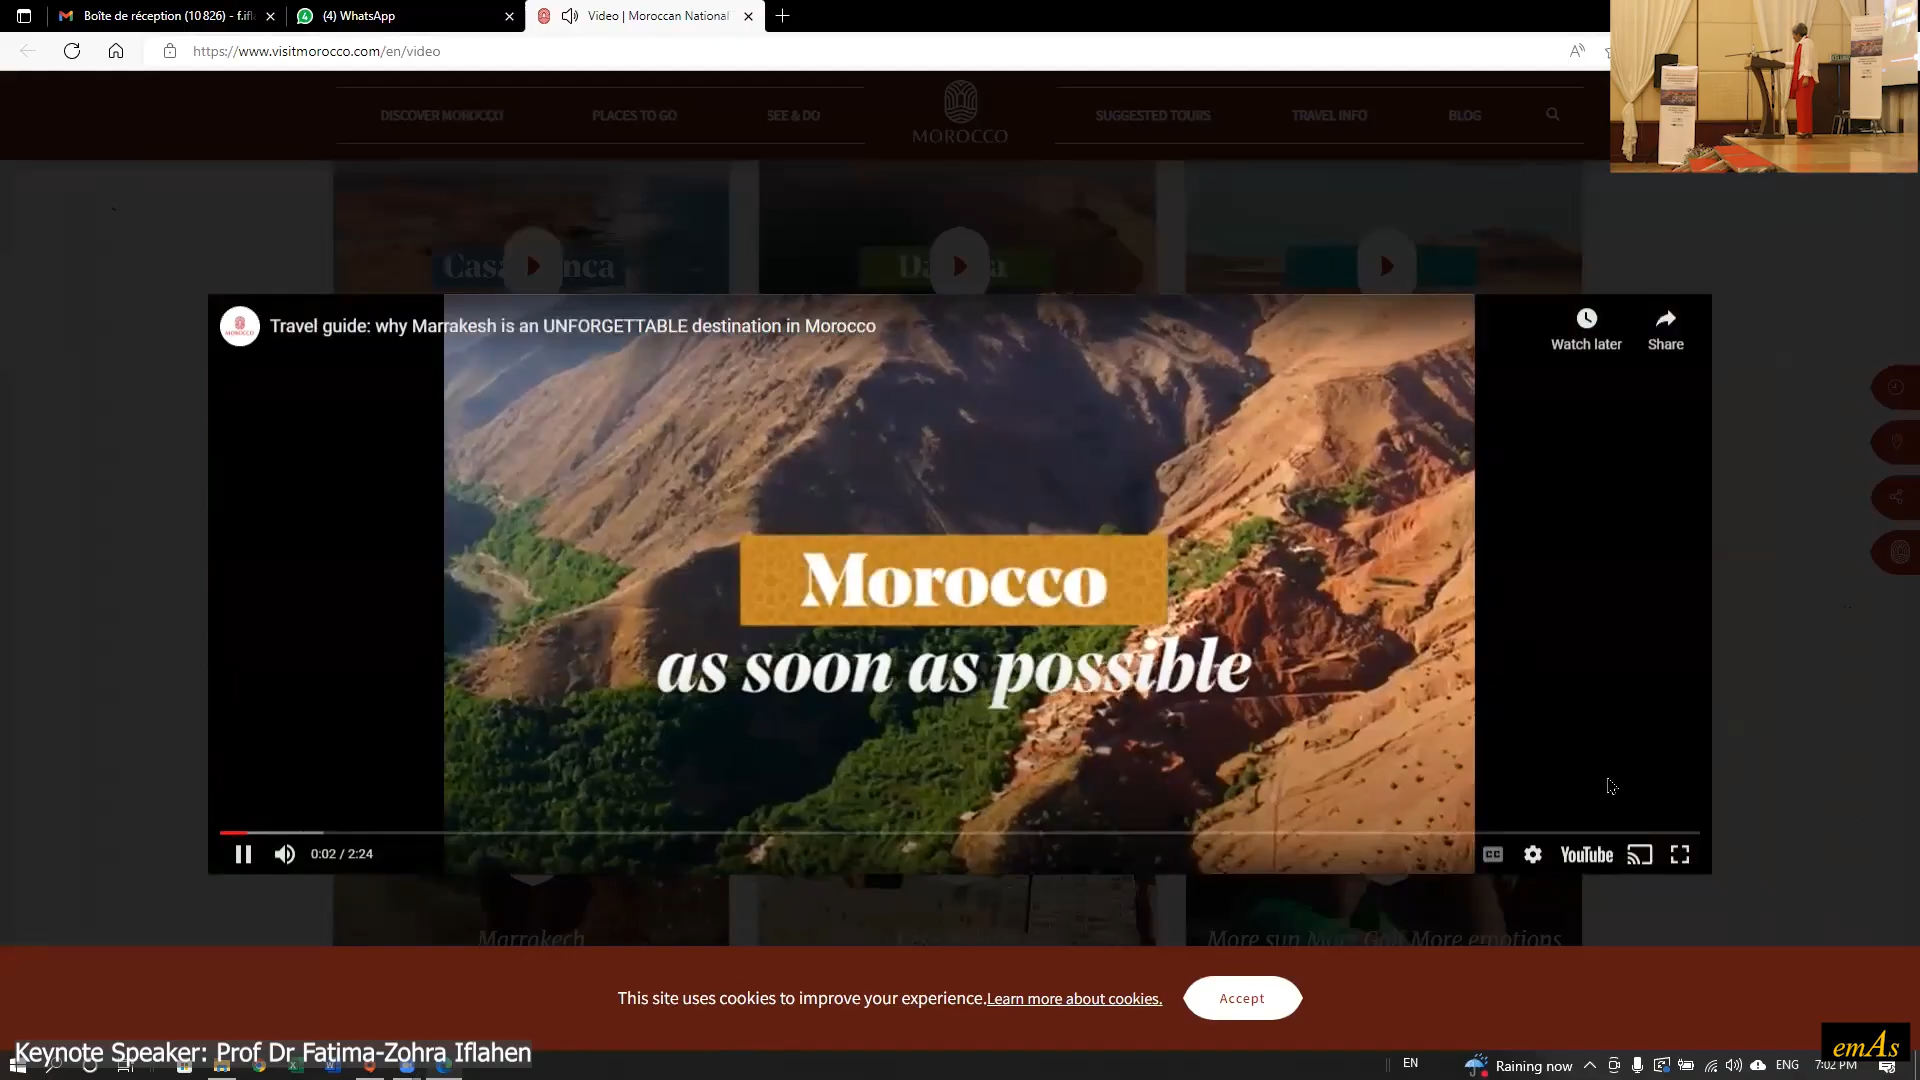 Boîte de réception (10 826) - f.ifl
(4) WhatsApp
Video | Moroccan National
https://www.visitmorocco.com/en/video
DISCOVER MOROCCO
PLACES TO GO
SEE & DO
MOROCCO
SUGGESTED TOURS
TRAVEL INFO
BLOG
Travel guide: why Marrakesh is an UNFORGETTABLE destination in Morocco
Watch later
Share
Morocco
as soon as possible
0:02 / 2:24
CC
YouTube
Marrakech
This site uses cookies to improve your experience.Learn more about cookies.
Accept
Keynote Speaker: Prof Dr Fatima-Zohra Iflahen
emAs
EN
Raining now
ENG
7:02 PM